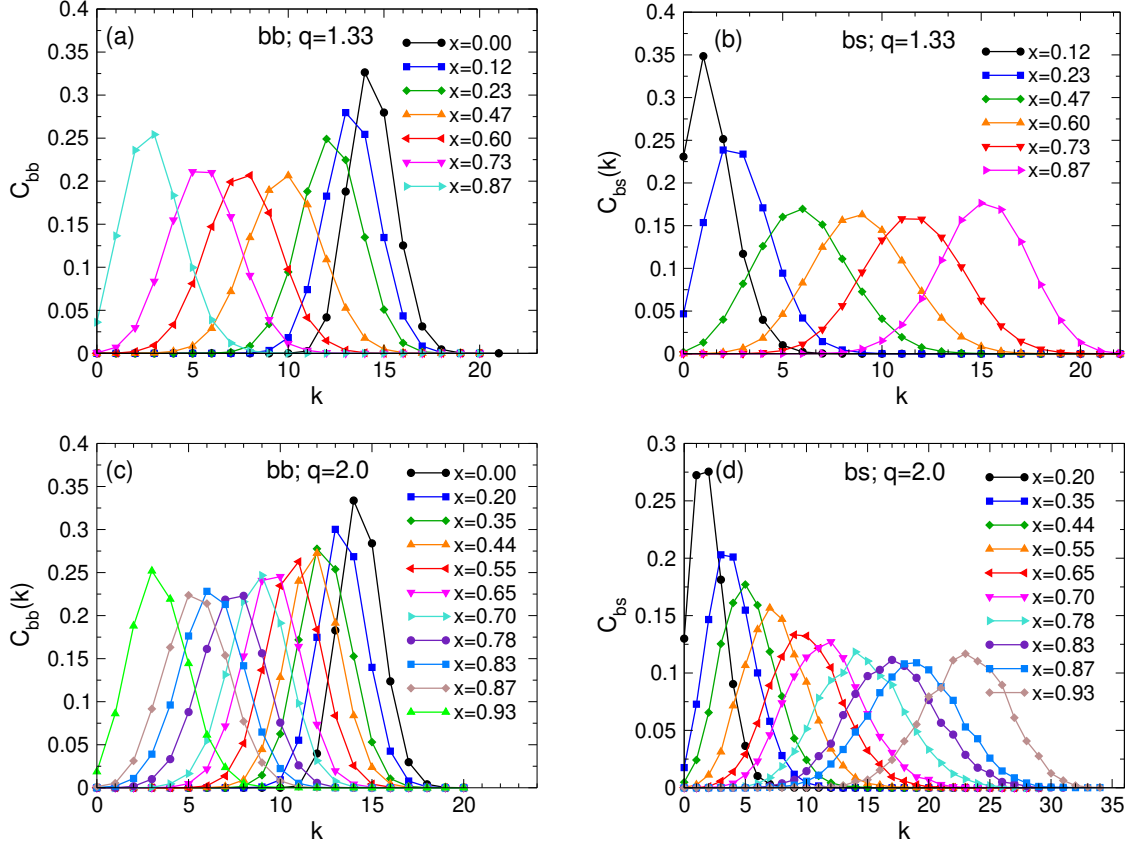 (a)
bb; q=1.33
x=0.00
x=0.12
x=0.23
x=0.47
x=0.60
x=0.73
x=0.87
C_bb
0.4
0.35
0.3
0.25
0.2
0.15
0.1
0.05
0
0 5 10 15 20
k
(b)
bs; q=1.33
x=0.12
x=0.23
x=0.47
x=0.60
x=0.73
x=0.87
C_bs(k)
0.4
0.35
0.3
0.25
0.2
0.15
0.1
0.05
0
0 5 10 15 20
k
(c)
bb; q=2.0
x=0.00
x=0.20
x=0.35
x=0.44
x=0.55
x=0.65
x=0.70
x=0.78
x=0.83
x=0.87
x=0.93
C_bb(k)
0.4
0.35
0.3
0.25
0.2
0.15
0.1
0.05
0
0 5 10 15 20
k
(d)
bs; q=2.0
x=0.20
x=0.35
x=0.44
x=0.55
x=0.65
x=0.70
x=0.78
x=0.83
x=0.87
x=0.93
C_bs
0.3
0.25
0.2
0.15
0.1
0.05
0
0 5 10 15 20 25 30 35
k